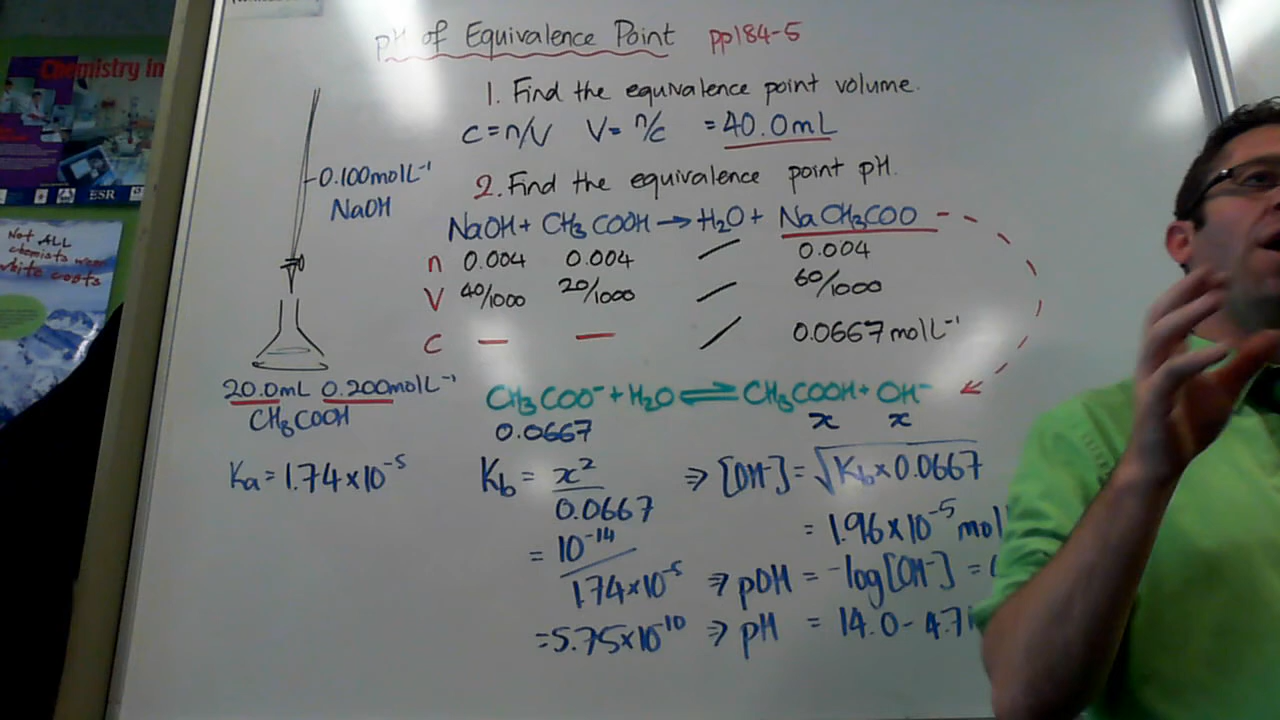 Chemistry in
ESR
Not ALL
chemists wear
white coats
pH of Equivalence Point pp184-5
1. Find the equivalence point volume.
C = n/V V = n/c = 40.0mL
2. Find the equivalence point pH.
0.100molL⁻¹
NaOH
NaOH + CH₃COOH → H₂O + NaCH₃COO
n 0.004 0.004 / 0.004
V 40/1000 20/1000 / 60/1000
C — — / 0.0667molL⁻¹
20.0mL 0.200molL⁻¹
CH₃COOH
Ka = 1.74×10⁻⁵
CH₃COO⁻ + H₂O ⇌ CH₃COOH + OH⁻
0.0667 x x
Kb = x²/0.0667 ⇒ [OH⁻] = √Kb×0.0667
= 10⁻¹⁴/1.74×10⁻⁵ = 1.96×10⁻⁵ mol
⇒ pOH = -log[OH⁻] =
= 5.75×10⁻¹⁰ ⇒ pH = 14.0 - 4.71